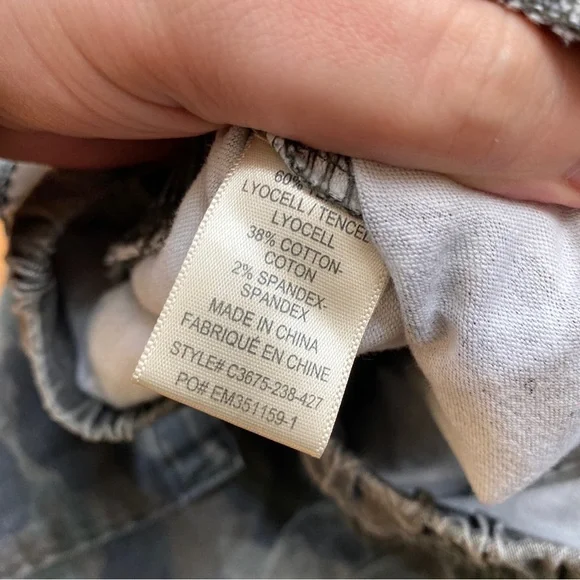 60%
LYOCELL / TENCEL
LYOCELL
38% COTTON-
COTON
2% SPANDEX-
SPANDEX
MADE IN CHINA
FABRIQUÉ EN CHINE
STYLE# C3675-238-427
PO# EM351159-1